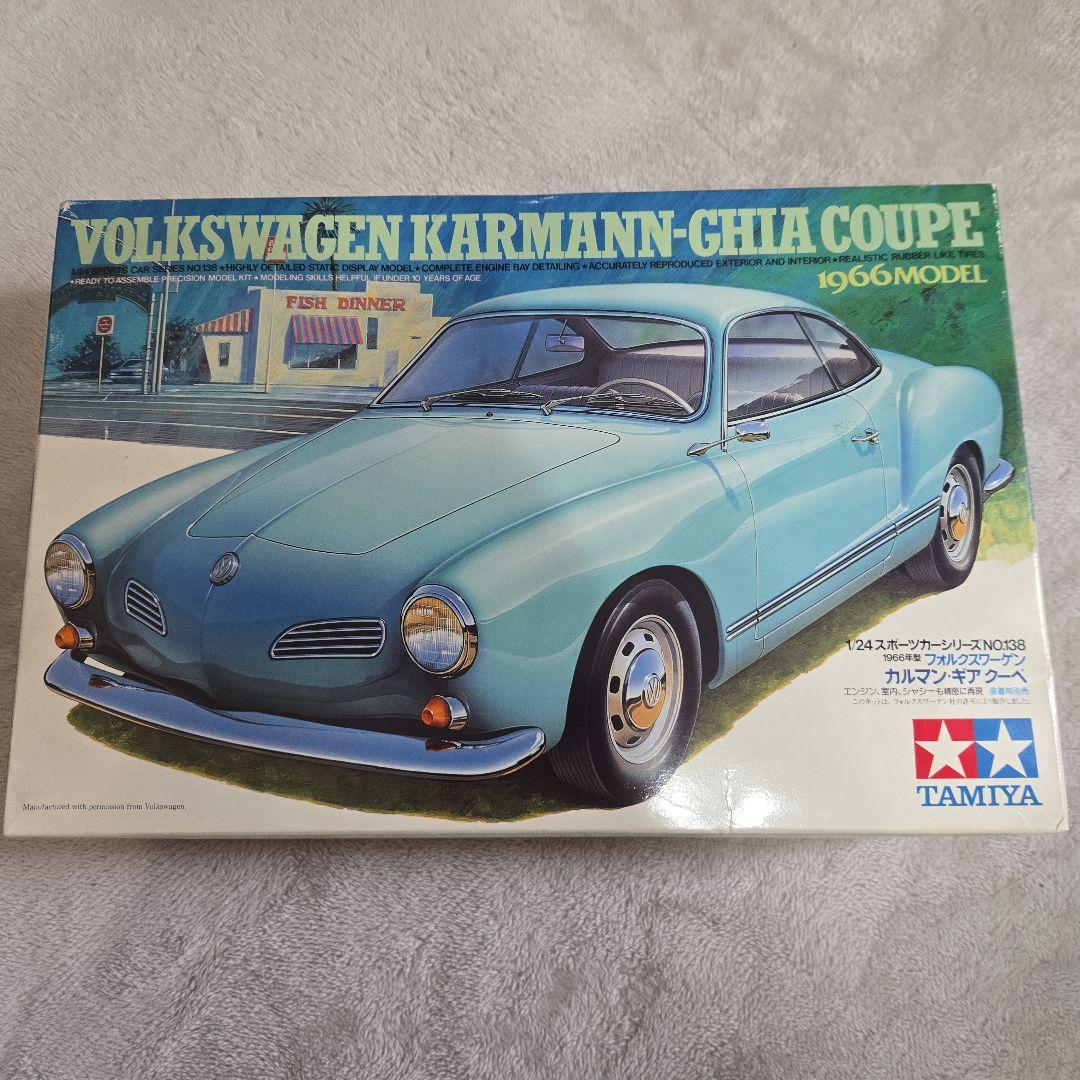 VOLKSWAGEN KARMANN-GHIA COUPE
1/24 SPORTS CAR SERIES NO.138 ★HIGHLY DETAILED STATIC DISPLAY MODEL ★COMPLETE ENGINE BAY DETAILING ★ACCURATELY REPRODUCED EXTERIOR AND INTERIOR ★REALISTIC RUBBER LIKE TIRES
★READY TO ASSEMBLE PRECISION MODEL KIT ★MODELING SKILLS HELPFUL IF UNDER 10 YEARS OF AGE
1966 MODEL
FISH DINNER
1/24 スポーツカーシリーズ NO.138
1966年型 フォルクスワーゲン
カルマン・ギア クーペ
エンジン、室内、シャシーも精密に再現 接着剤別売
このキットは、フォルクスワーゲン社の許可により製作しました。
TAMIYA
Manufactured with permission from Volkswagen.